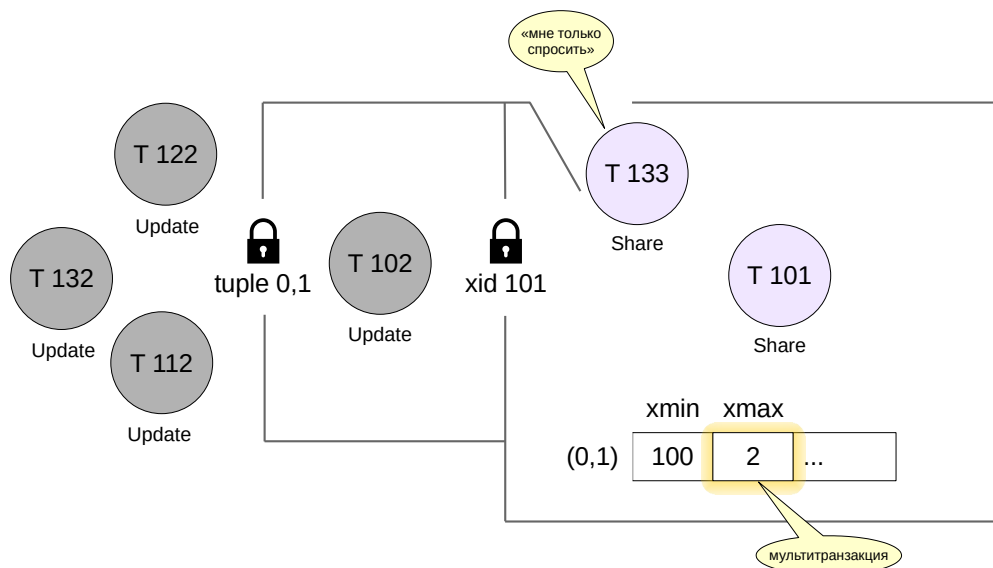 «мне только
спросить»
T 122
Update
T 133
Share
tuple 0,1
T 102
Update
xid 101
T 132
Update
T 101
Share
T 112
Update
xmin xmax
(0,1) 100 2 ...
мультитранзакция